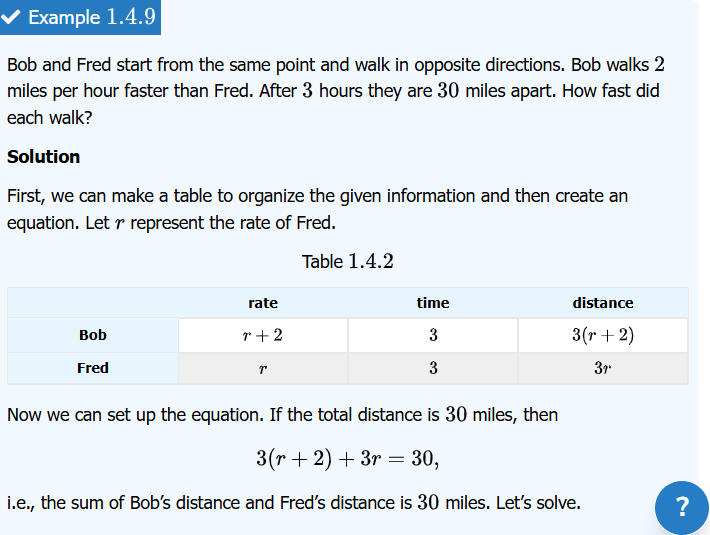 ✔ Example 1.4.9
Bob and Fred start from the same point and walk in opposite directions. Bob walks 2
miles per hour faster than Fred. After 3 hours they are 30 miles apart. How fast did
each walk?
Solution
First, we can make a table to organize the given information and then create an
equation. Let r represent the rate of Fred.
Table 1.4.2
rate time distance
Bob r + 2 3 3(r + 2)
Fred r 3 3r
Now we can set up the equation. If the total distance is 30 miles, then
3(r + 2) + 3r = 30,
i.e., the sum of Bob's distance and Fred's distance is 30 miles. Let's solve.
?